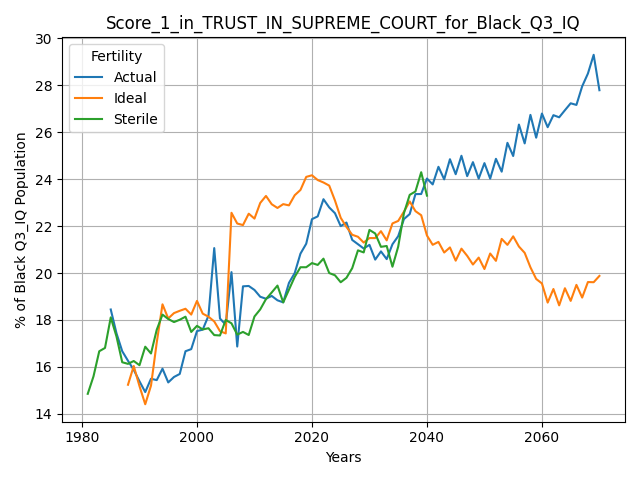 Score_1_in_TRUST_IN_SUPREME_COURT_for_Black_Q3_IQ
Fertility
Actual
Ideal
Sterile
% of Black Q3_IQ Population
30
28
26
24
22
20
18
16
14
1980
2000
2020
2040
2060
Years